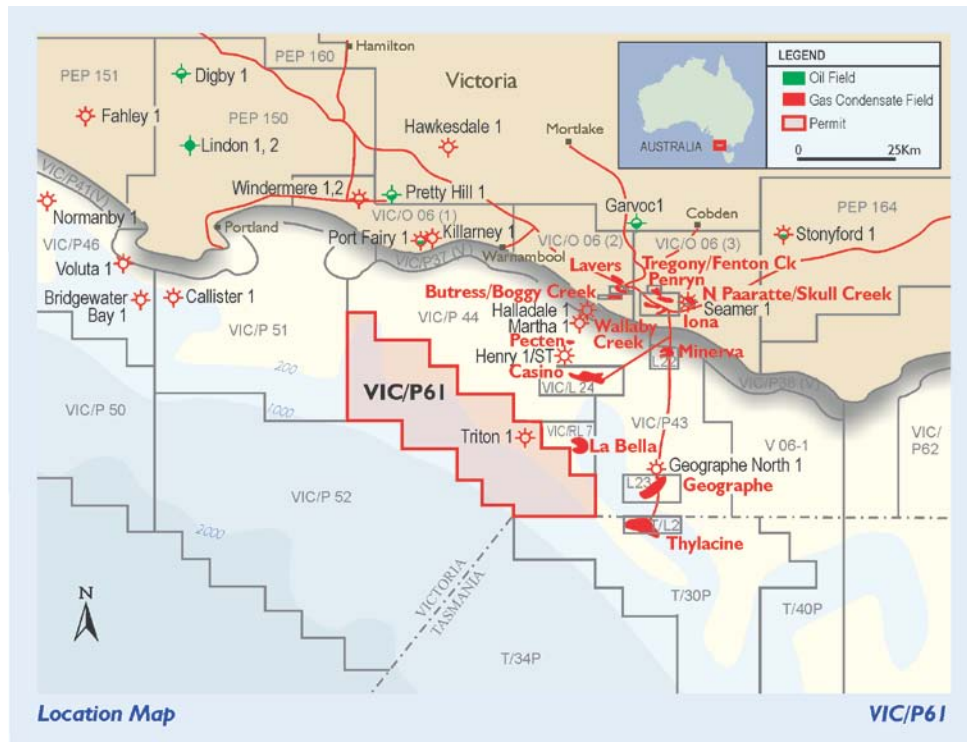 Hamilton
PEP 160
PEP 151
Digby 1
Victoria
LEGEND
Oil Field
Gas Condensate Field
Permit
0 25Km
AUSTRALIA
Fahley 1
PEP 150
Hawkesdale 1
Mortlake
Lindon 1, 2
VIC/P41(V)
Windermere 1,2
Pretty Hill 1
Garvoc1
Cobden
PEP 164
Normanby 1
Portland
VIC/O 06 (1)
Port Fairy 1
Killarney 1
VIC/P37 (V)
Warnambool
VIC/O 06 (2)
VIC/O 06 (3)
Stonyford 1
VIC/P46
Voluta 1
Lavers
Tregony/Fenton Ck
Penryn
Bridgewater
Bay 1
Callister 1
Butress/Boggy Creek
N Paaratte/Skull Creek
Seamer 1
Iona
VIC/P 51
VIC/P 44
Halladale 1
Martha 1
Wallaby
Creek
Pecten
Henry 1/ST
Minerva
L22
Casino
VIC/L 24
VIC/P38 (V)
200
VIC/P61
VIC/P 50
1000
Triton 1
VIC/RL 7
La Bella
VIC/P43
V 06-1
VIC/
P62
Geographe North 1
L23
Geographe
VIC/P 52
2000
T/L2
Thylacine
VICTORIA
TASMANIA
T/30P
T/40P
N
T/34P
Location Map
VIC/P61